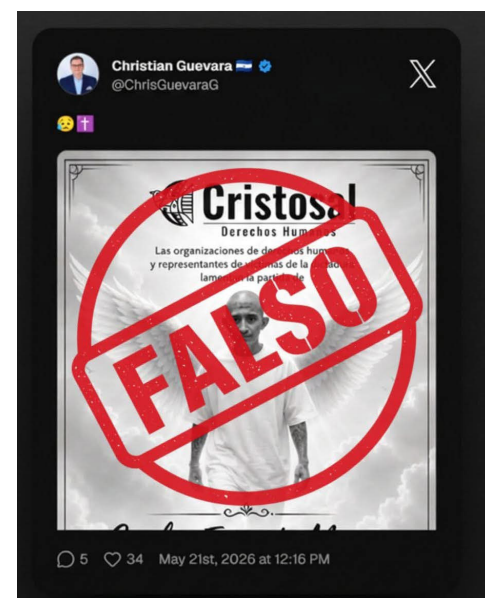 Christian Guevara
@ChrisGuevaraG
Cristosal
Derechos Humanos
Las organizaciones de derechos humanos
y representantes de víctimas de la
lamentan la partida de
FALSO
5 34 May 21st, 2026 at 12:16 PM